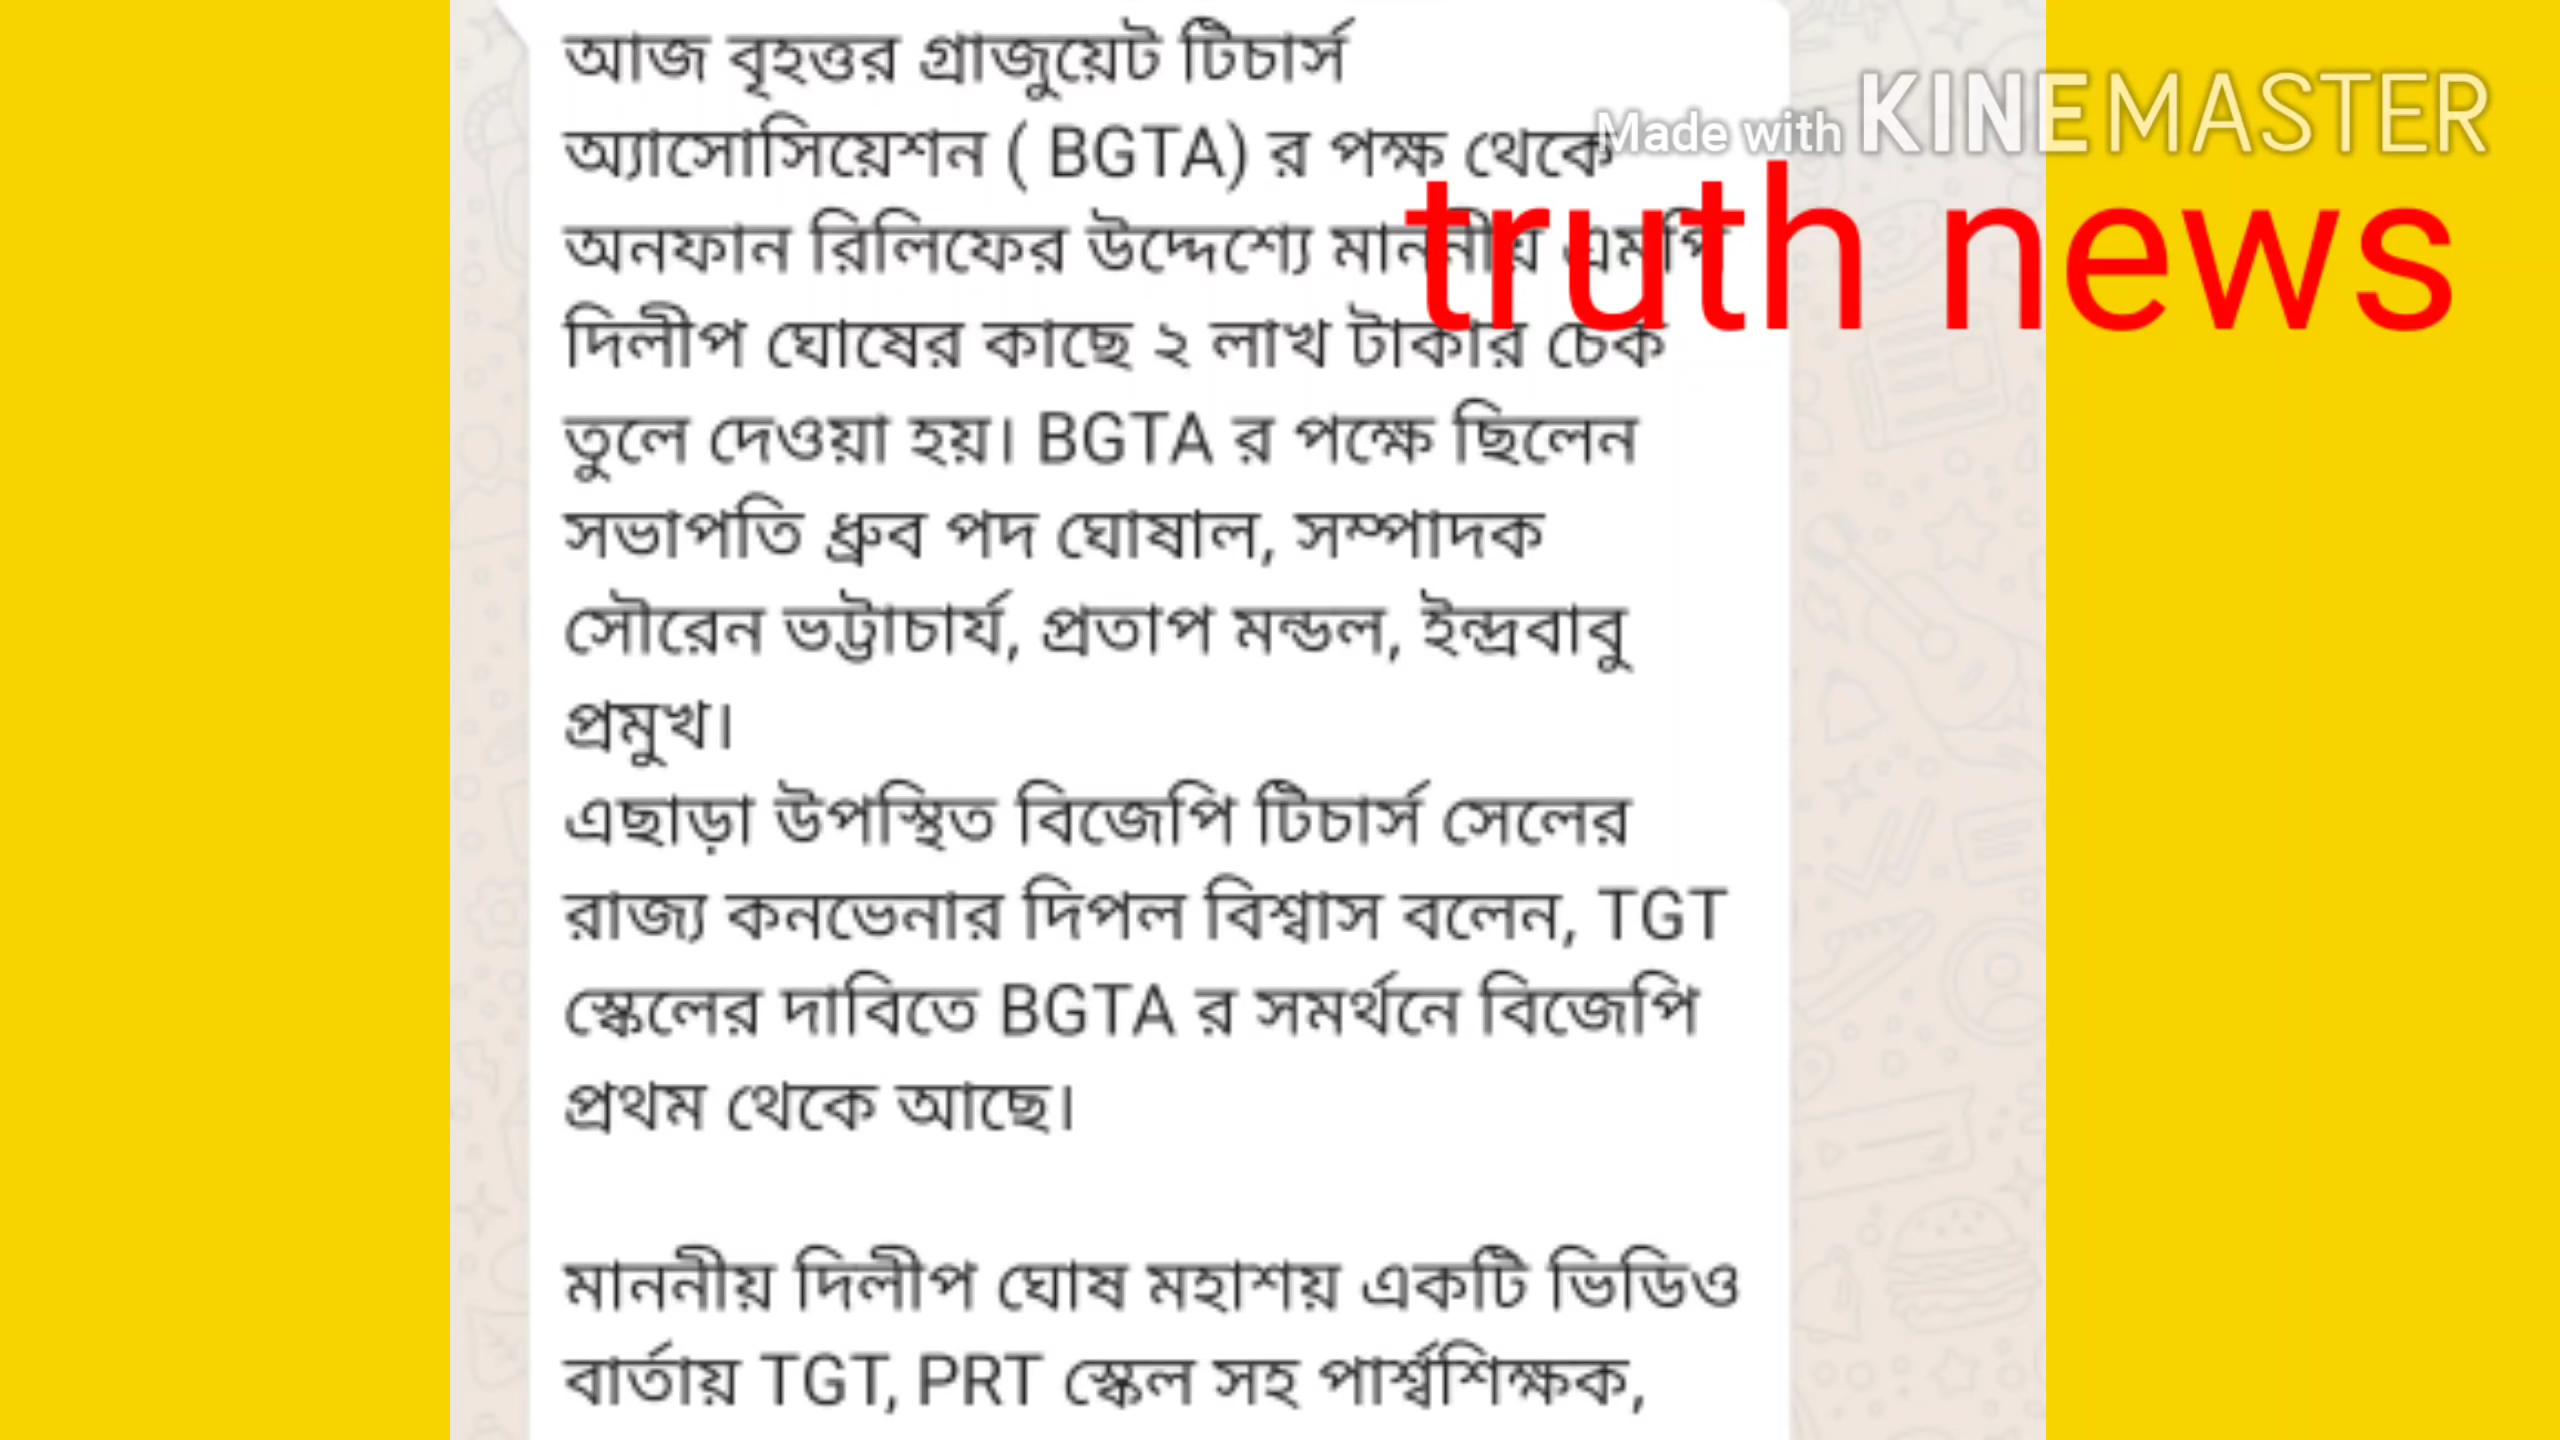 আজ বৃহত্তর গ্রাজুয়েট টিচার্স
অ্যাসোসিয়েশন ( BGTA) র পক্ষ থেকে
Made with KINEMASTER
truth news
অনফান রিলিফের উদ্দেশ্যে মাননীয় এমপি
দিলীপ ঘোষের কাছে ২ লাখ টাকার চেক
তুলে দেওয়া হয়। BGTA র পক্ষে ছিলেন
সভাপতি ধ্রুব পদ ঘোষাল, সম্পাদক
সৌরেন ভট্টাচার্য, প্রতাপ মন্ডল, ইন্দ্রবাবু
প্রমুখ।
এছাড়া উপস্থিত বিজেপি টিচার্স সেলের
রাজ্য কনভেনার দিপল বিশ্বাস বলেন, TGT
স্কেলের দাবিতে BGTA র সমর্থনে বিজেপি
প্রথম থেকে আছে।
মাননীয় দিলীপ ঘোষ মহাশয় একটি ভিডিও
বার্তায় TGT, PRT স্কেল সহ পার্শ্বশিক্ষক,